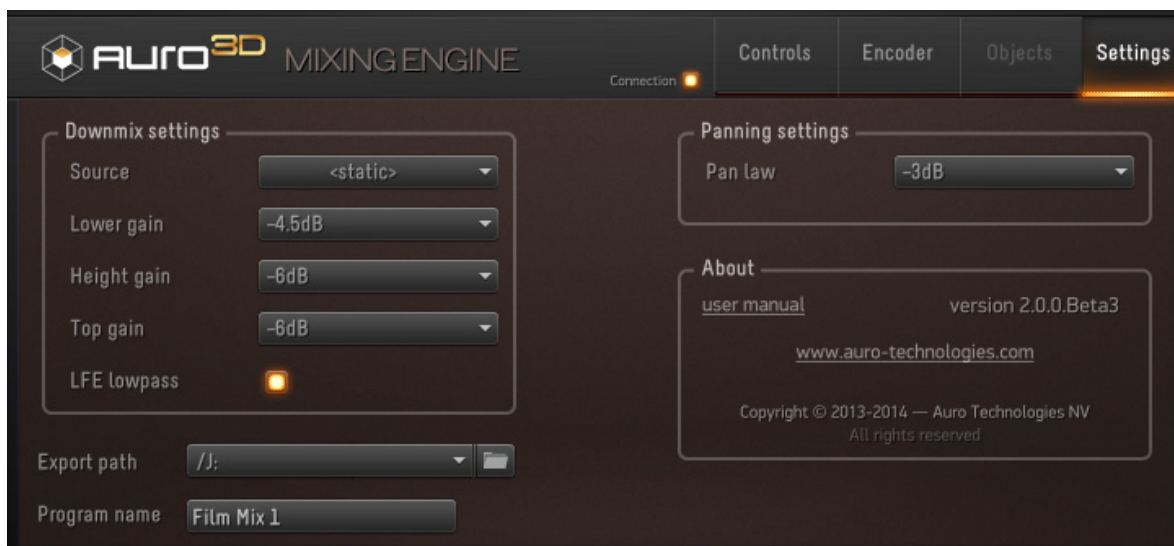 AURO 3D MIXING ENGINE
Connection
Controls
Encoder
Objects
Settings
Downmix settings
Source
<static>
Lower gain
-4.5dB
Height gain
-6dB
Top gain
-6dB
LFE lowpass
Export path
/J:
Program name
Film Mix 1
Panning settings
Pan law
-3dB
About
user manual
version 2.0.0.Beta3
www.auro-technologies.com
Copyright © 2013-2014 — Auro Technologies NV
All rights reserved